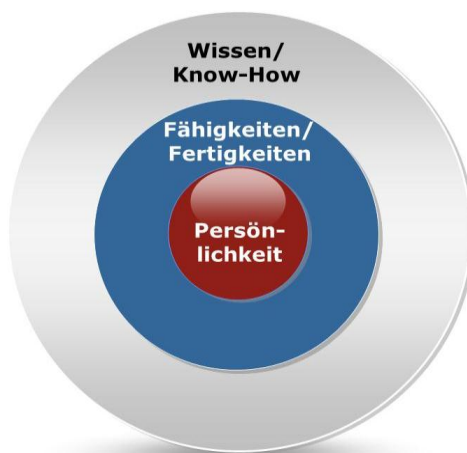 Wissen/
Know-How
Fähigkeiten/
Fertigkeiten
Persön-
lichkeit